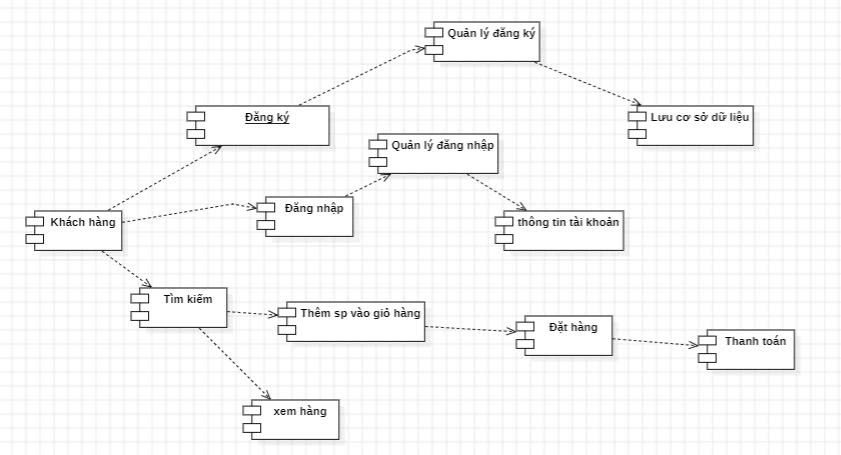 Quản lý đăng ký
Đăng ký
Lưu cơ sở dữ liệu
Quản lý đăng nhập
Đăng nhập
Khách hàng
thông tin tài khoản
Tìm kiếm
Thêm sp vào giỏ hàng
Đặt hàng
Thanh toán
xem hàng